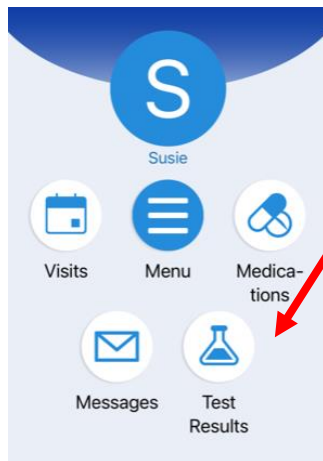 S
Susie
Visits
Menu
Medica-
tions
Messages
Test
Results